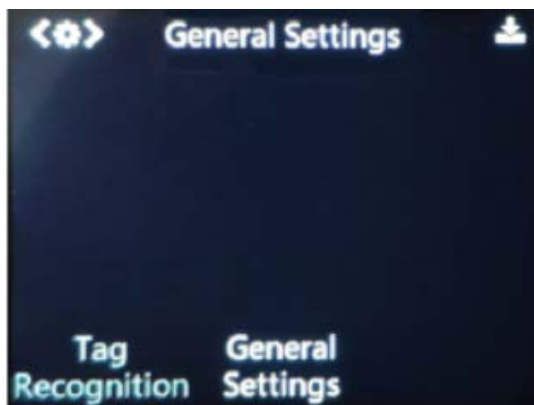 General Settings
Tag
Recognition
General
Settings